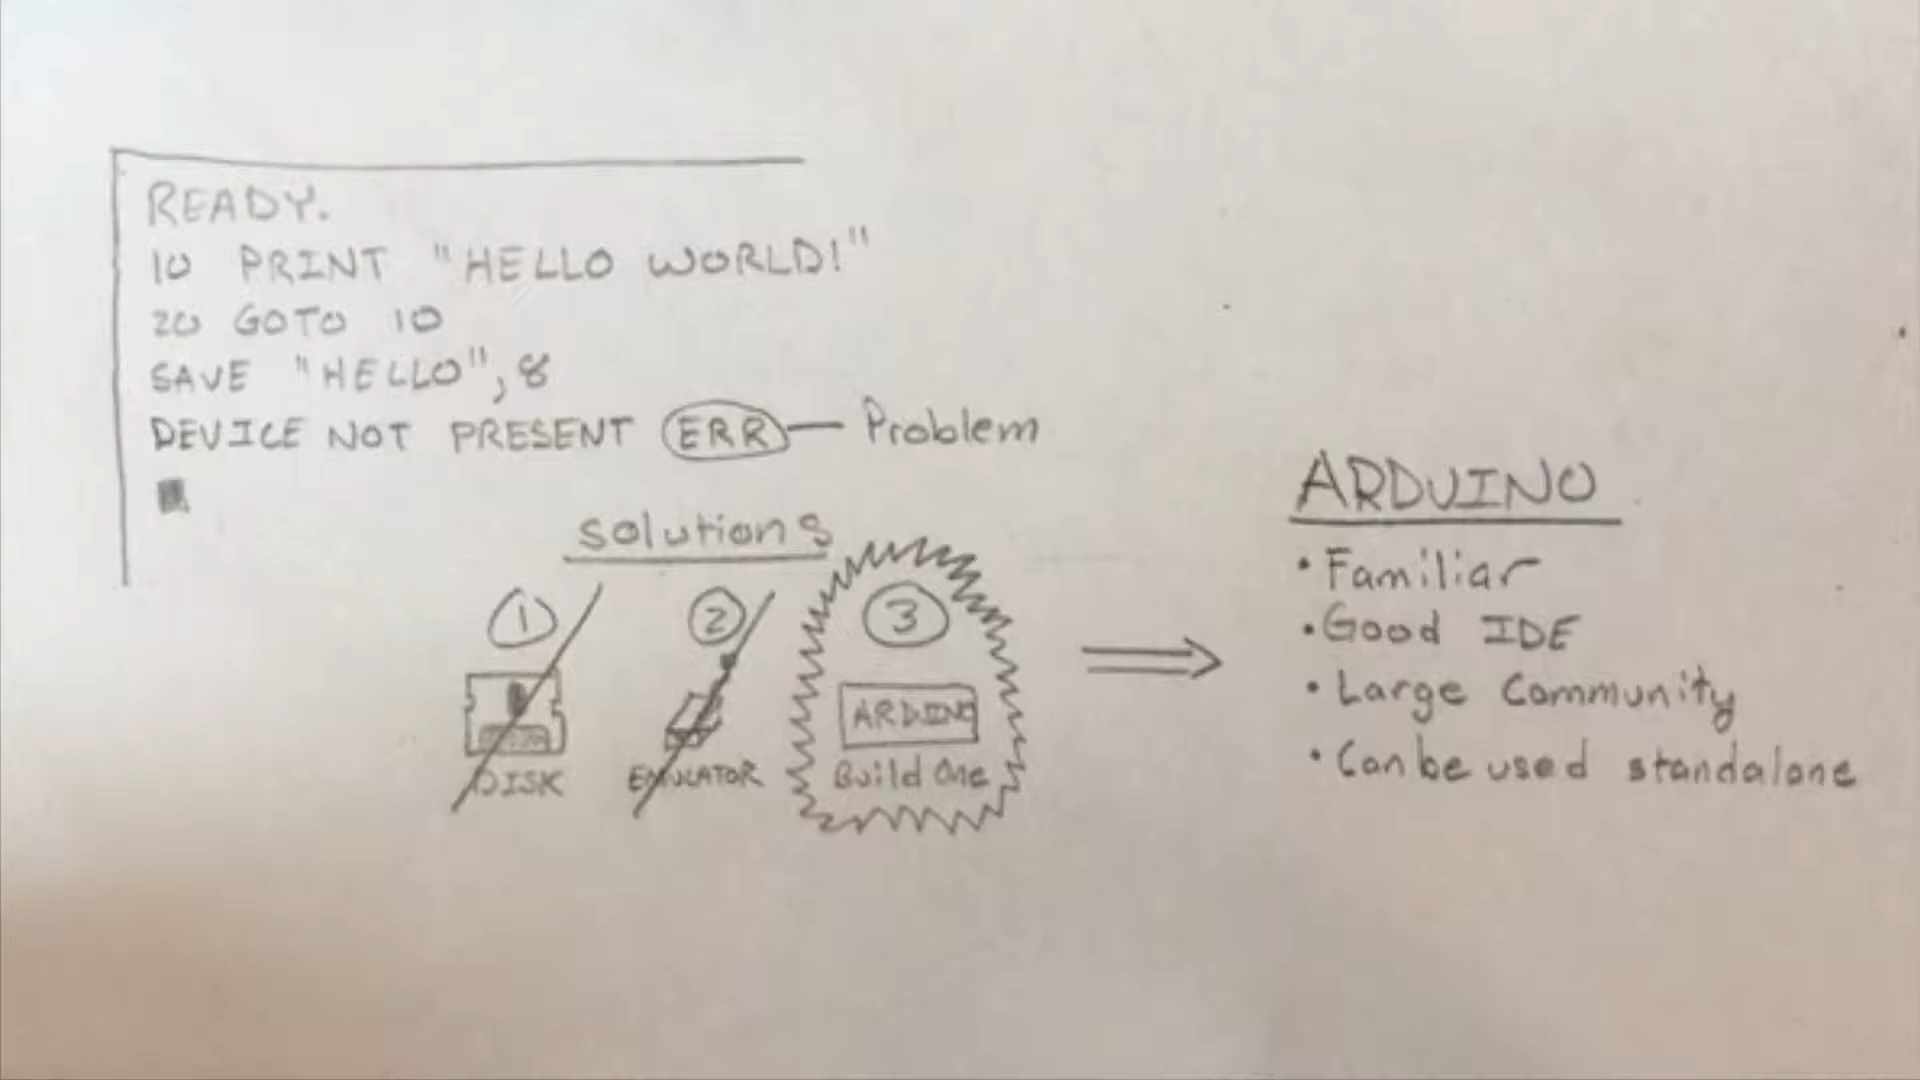 READY.
10 PRINT "HELLO WORLD!"
20 GOTO 10
SAVE "HELLO",8
DEVICE NOT PRESENT ERR — Problem
solutions
1
DISK
2
EMULATOR
3
ARDUINO
Build One
ARDUINO
• Familiar
• Good IDE
• Large Community
• Can be used standalone